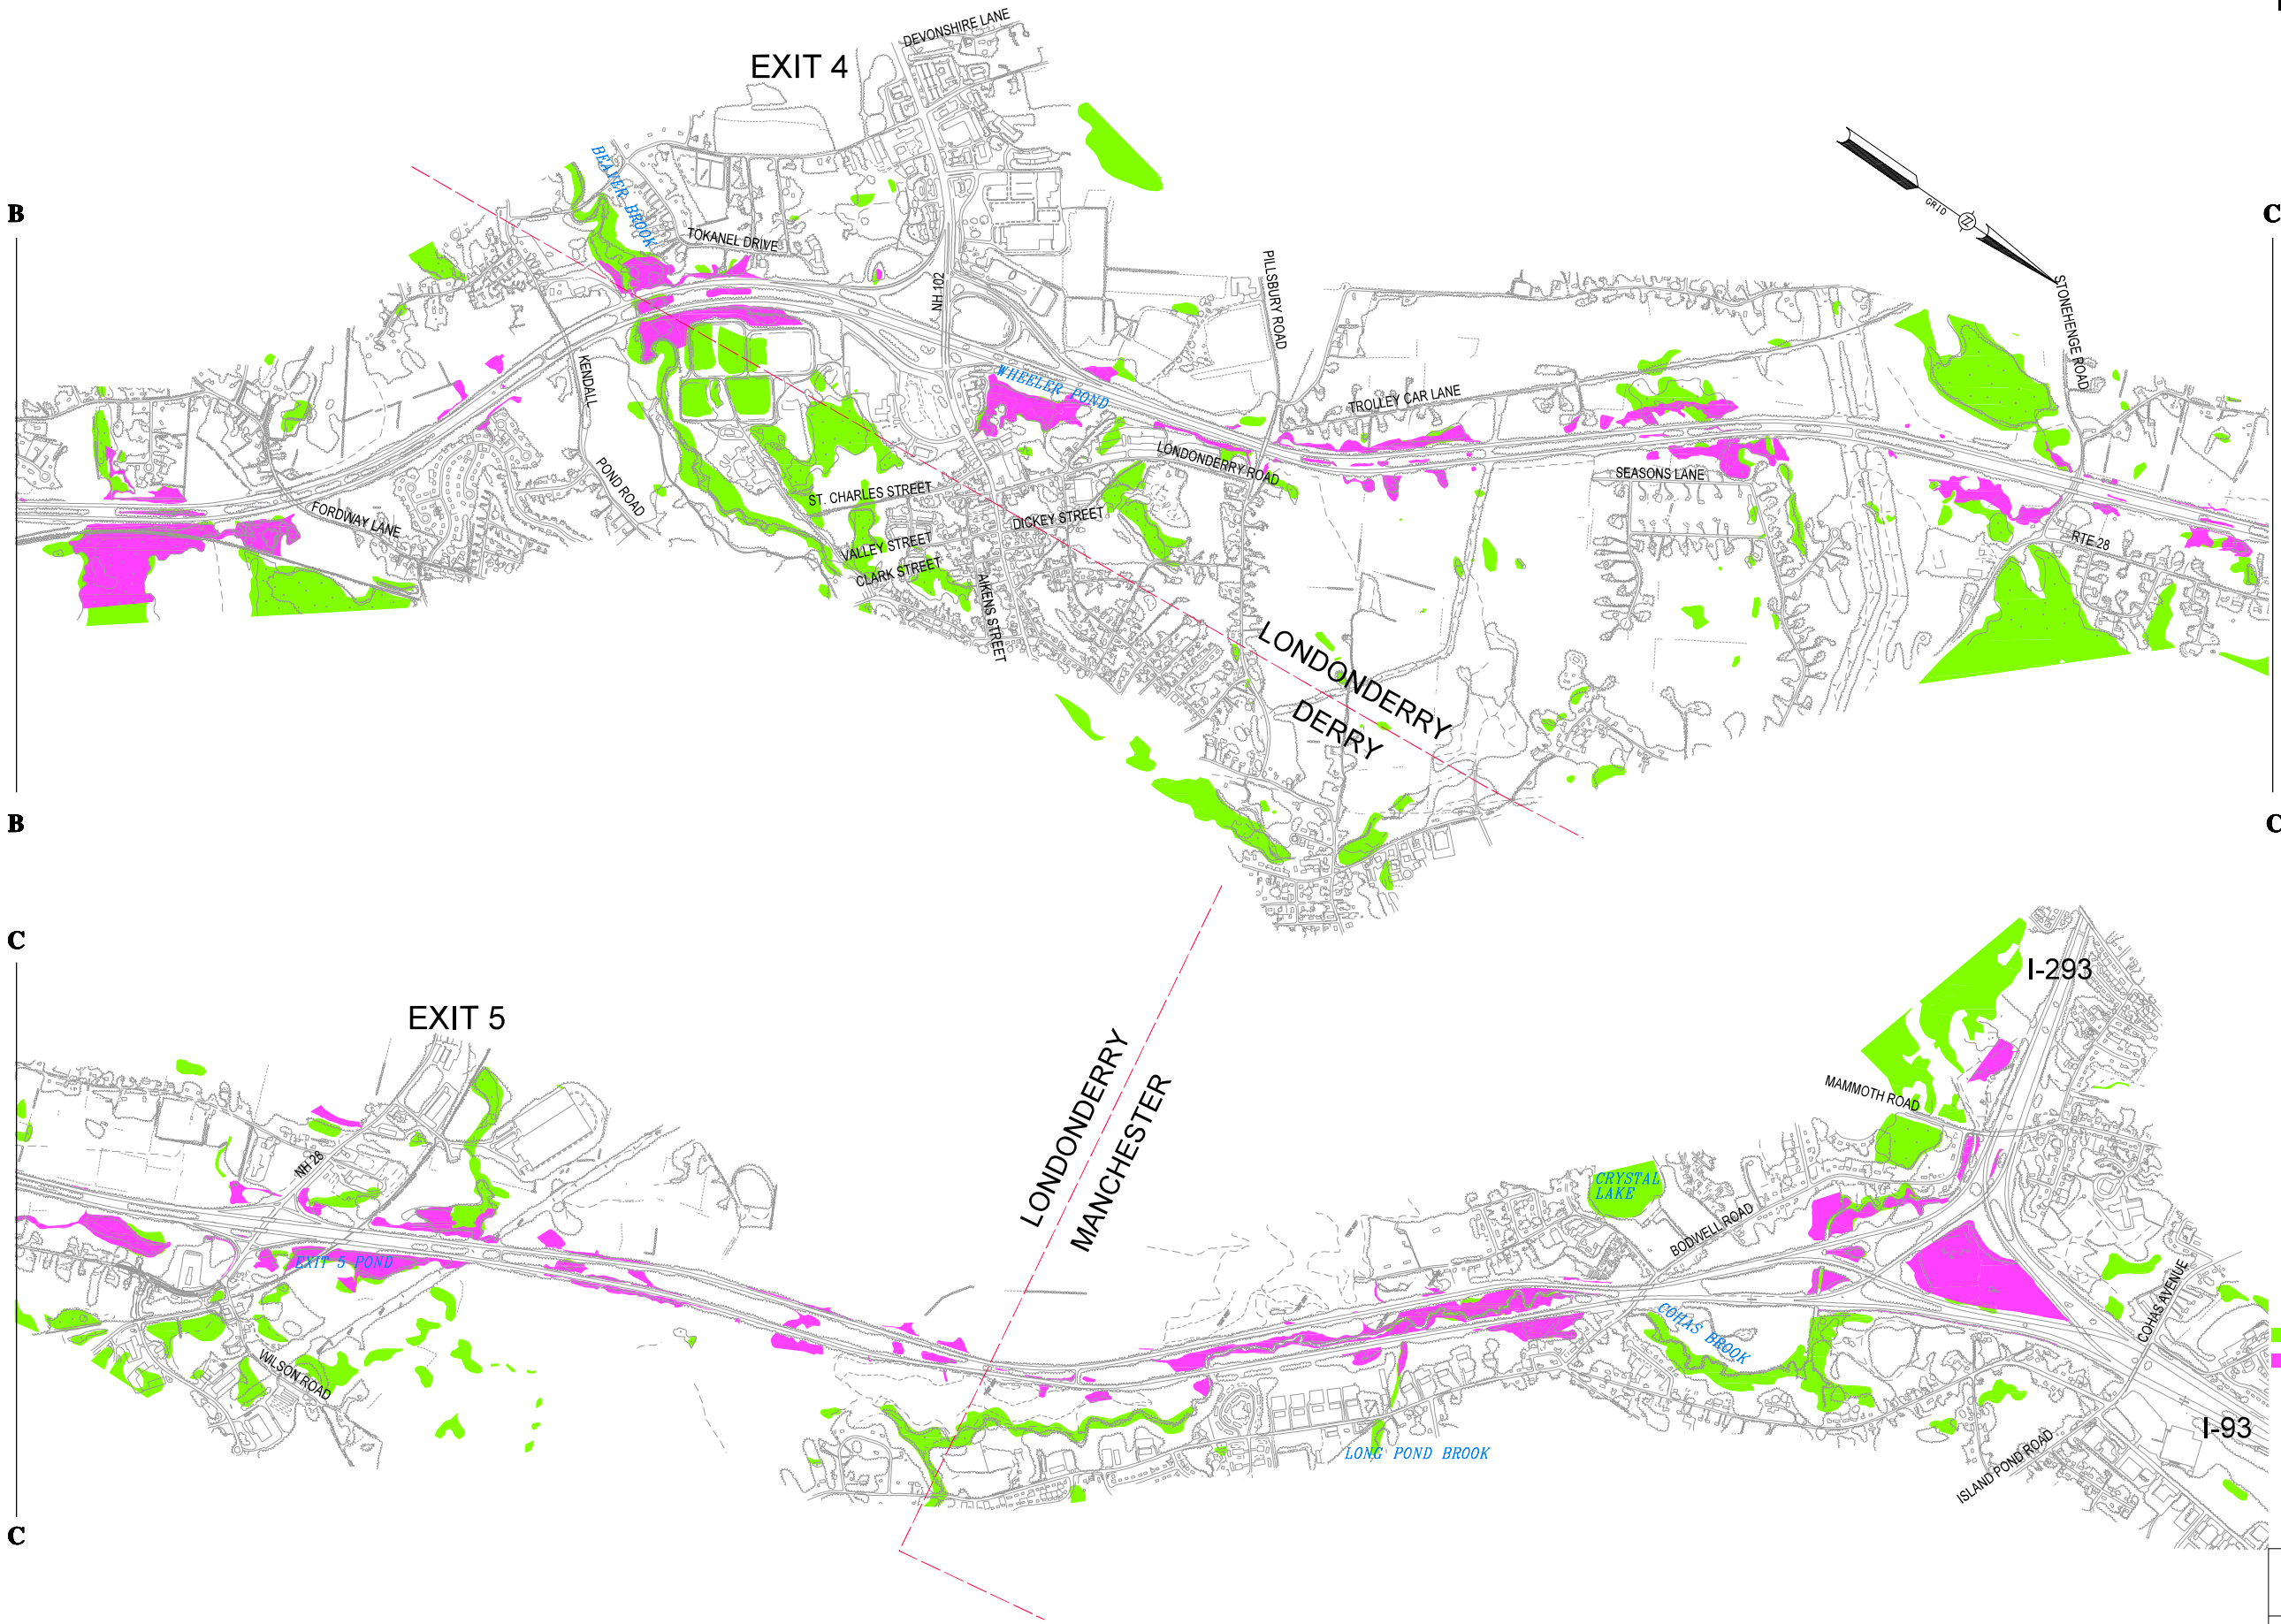 DEVONSHIRE LANE
EXIT 4
BEAVER BROOK
B
C
GRID
TOKANEL DRIVE
NH 102
PILLSBURY ROAD
STONEHENGE ROAD
KENDALL
POND ROAD
WHEELER POND
TROLLEY CAR LANE
LONDONDERRY ROAD
SEASONS LANE
ST. CHARLES STREET
FORDWAY LANE
DICKEY STREET
VALLEY STREET
CLARK STREET
AIKENS STREET
RTE 28
LONDONDERRY
DERRY
B
C
C
EXIT 5
I-293
LONDONDERRY
MANCHESTER
MAMMOTH ROAD
NH 28
CRYSTAL
LAKE
BODWELL ROAD
EXIT 5 POND
COHAS BROOK
COHAS AVENUE
WILSON ROAD
LONG POND BROOK
I-93
ISLAND POND ROAD
C